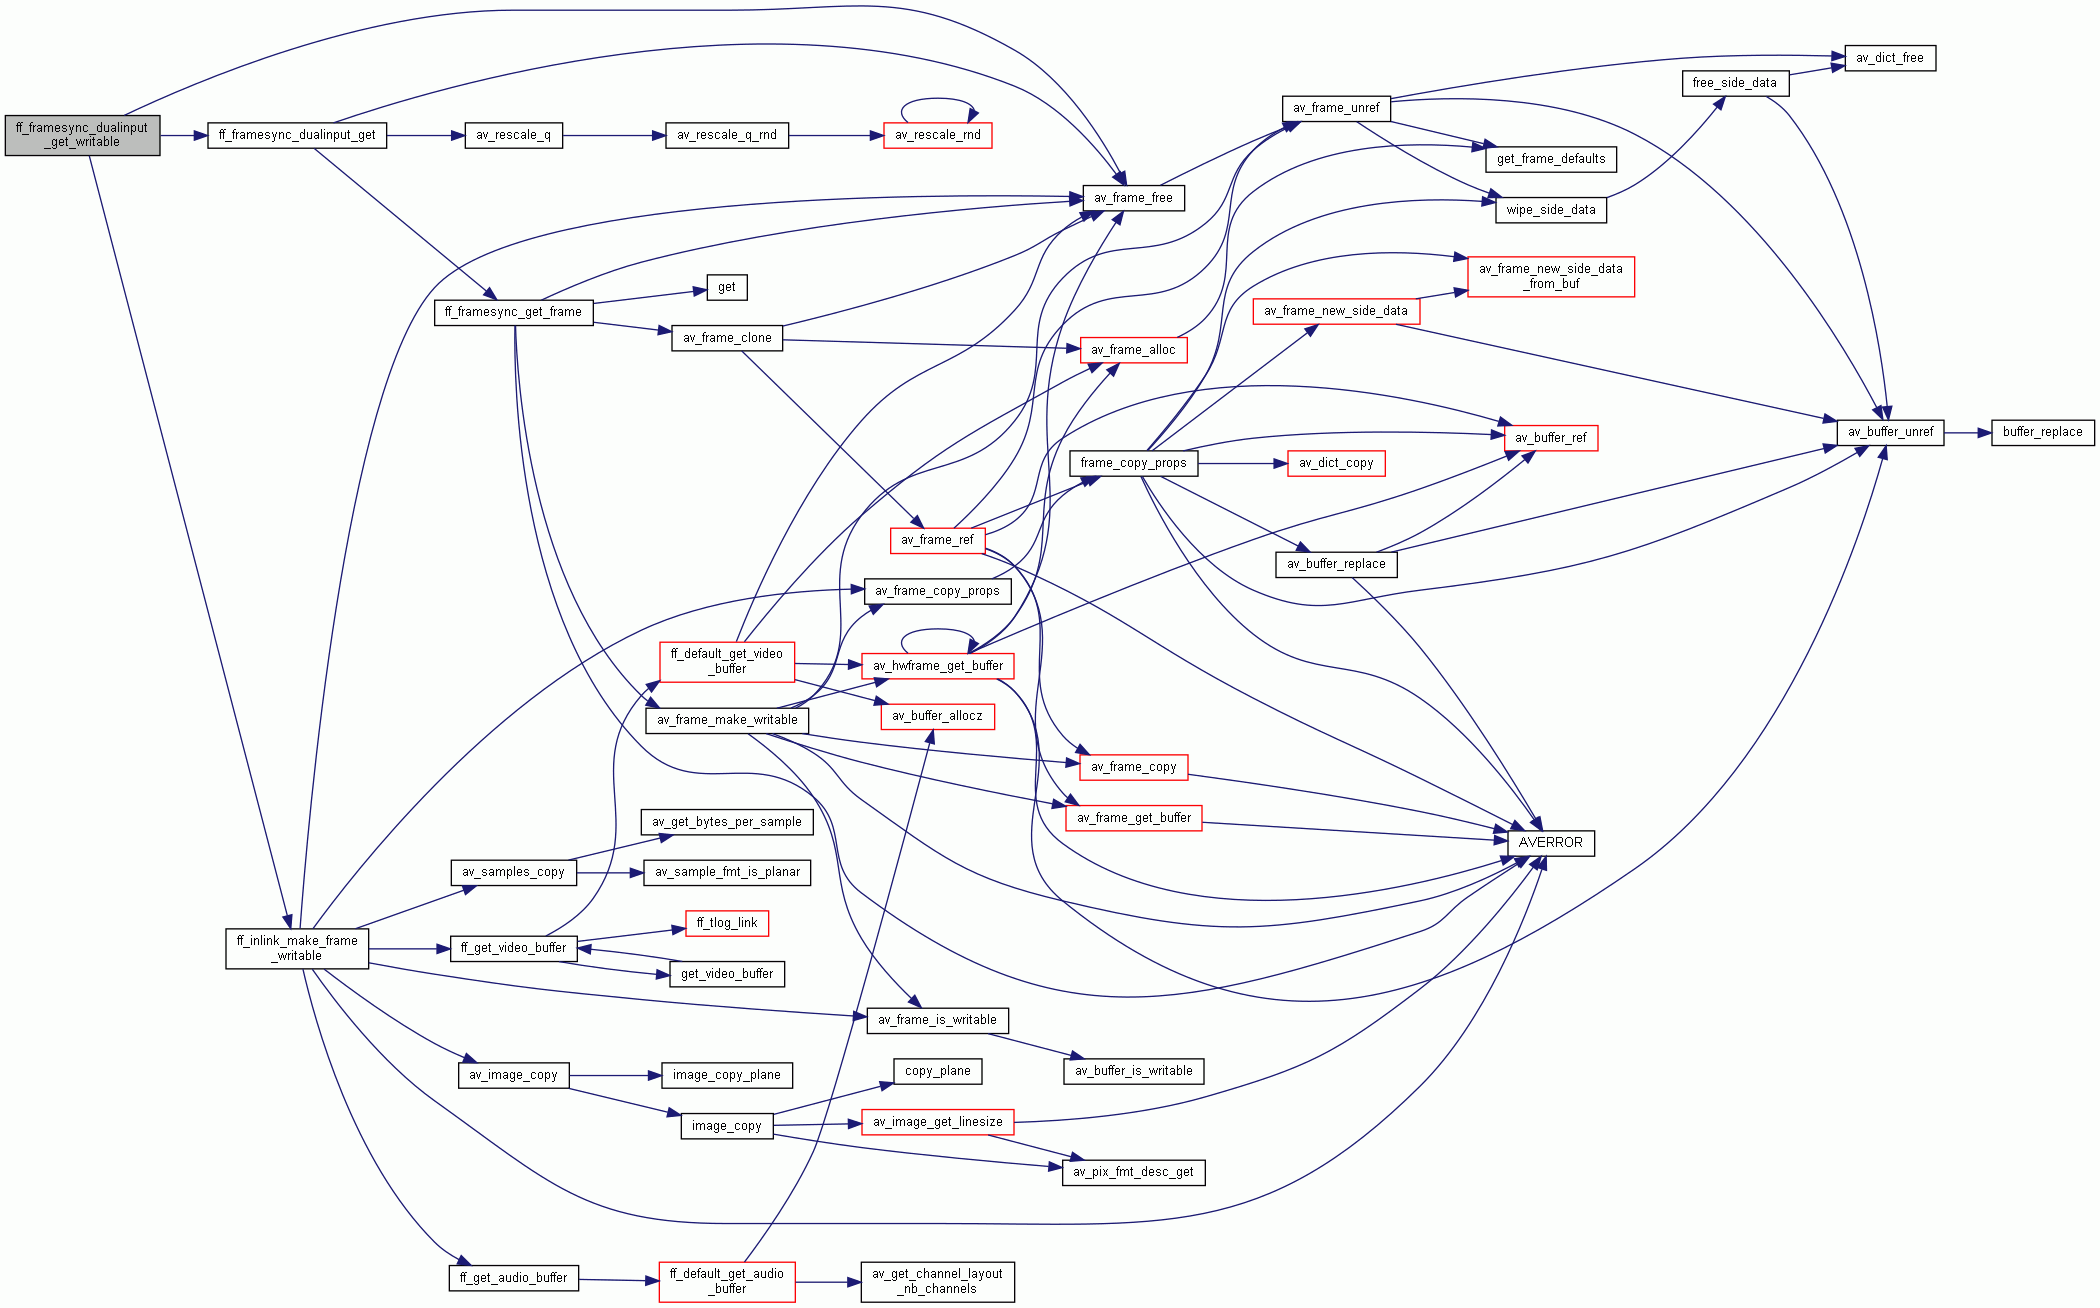 ff_framesync_dualinput
_get_writable
ff_framesync_dualinput_get
av_rescale_q
av_rescale_q_rnd
av_rescale_rnd
av_frame_free
av_frame_unref
av_dict_free
free_side_data
get_frame_defaults
wipe_side_data
ff_framesync_get_frame
get
av_frame_clone
av_frame_alloc
av_frame_new_side_data
_from_buf
av_frame_new_side_data
av_buffer_unref
buffer_replace
frame_copy_props
av_buffer_ref
av_dict_copy
av_buffer_replace
av_frame_ref
av_frame_copy_props
ff_default_get_video
_buffer
av_hwframe_get_buffer
av_frame_make_writable
av_buffer_allocz
av_frame_copy
av_frame_get_buffer
AVERROR
av_get_bytes_per_sample
av_samples_copy
av_sample_fmt_is_planar
ff_inlink_make_frame
_writable
ff_get_video_buffer
ff_tlog_link
get_video_buffer
av_frame_is_writable
av_buffer_is_writable
av_image_copy
image_copy_plane
copy_plane
image_copy
av_image_get_linesize
av_pix_fmt_desc_get
ff_get_audio_buffer
ff_default_get_audio
_buffer
av_get_channel_layout
_nb_channels